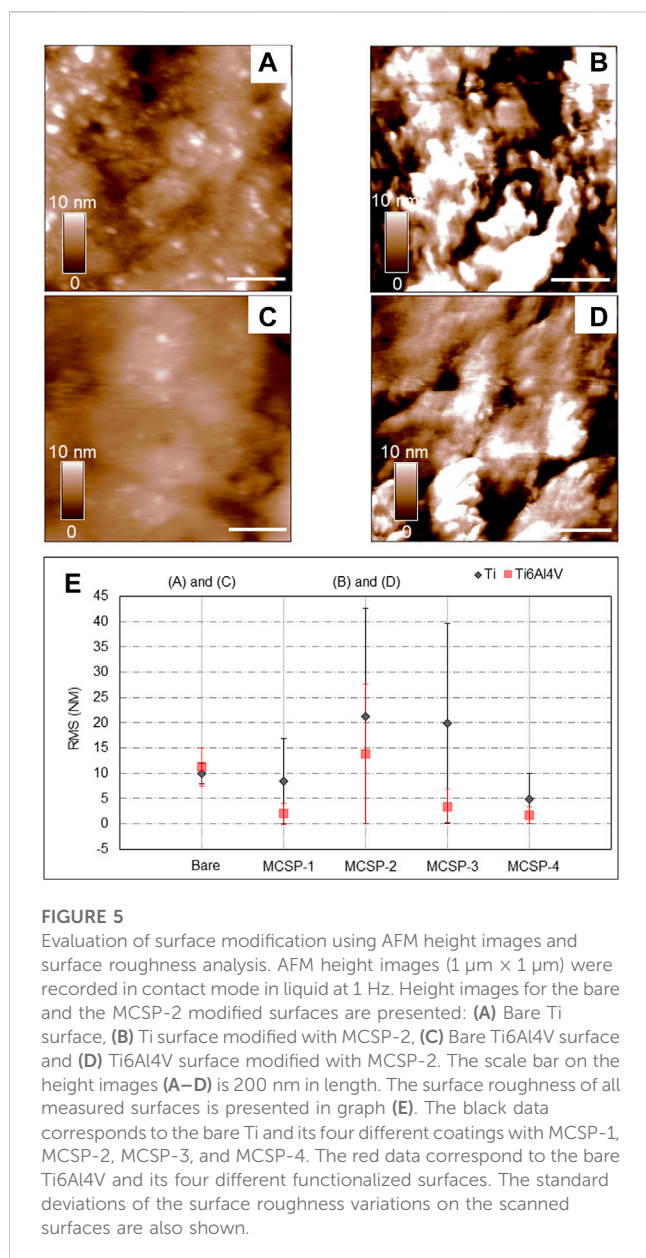 A
B
10 nm
0
10 nm
0
C
D
10 nm
0
10 nm
0
E
(A) and (C)
(B) and (D)
Ti
Ti6Al4V
45
40
35
30
25
20
15
10
5
0
-5
RMS (NM)
Bare
MCSP-1
MCSP-2
MCSP-3
MCSP-4
FIGURE 5
Evaluation of surface modification using AFM height images and
surface roughness analysis. AFM height images (1 μm × 1 μm) were
recorded in contact mode in liquid at 1 Hz. Height images for the bare
and the MCSP-2 modified surfaces are presented: (A) Bare Ti
surface, (B) Ti surface modified with MCSP-2, (C) Bare Ti6Al4V surface
and (D) Ti6Al4V surface modified with MCSP-2. The scale bar on the
height images (A–D) is 200 nm in length. The surface roughness of all
measured surfaces is presented in graph (E). The black data
corresponds to the bare Ti and its four different coatings with MCSP-1,
MCSP-2, MCSP-3, and MCSP-4. The red data correspond to the bare
Ti6Al4V and its four different functionalized surfaces. The standard
deviations of the surface roughness variations on the scanned
surfaces are also shown.